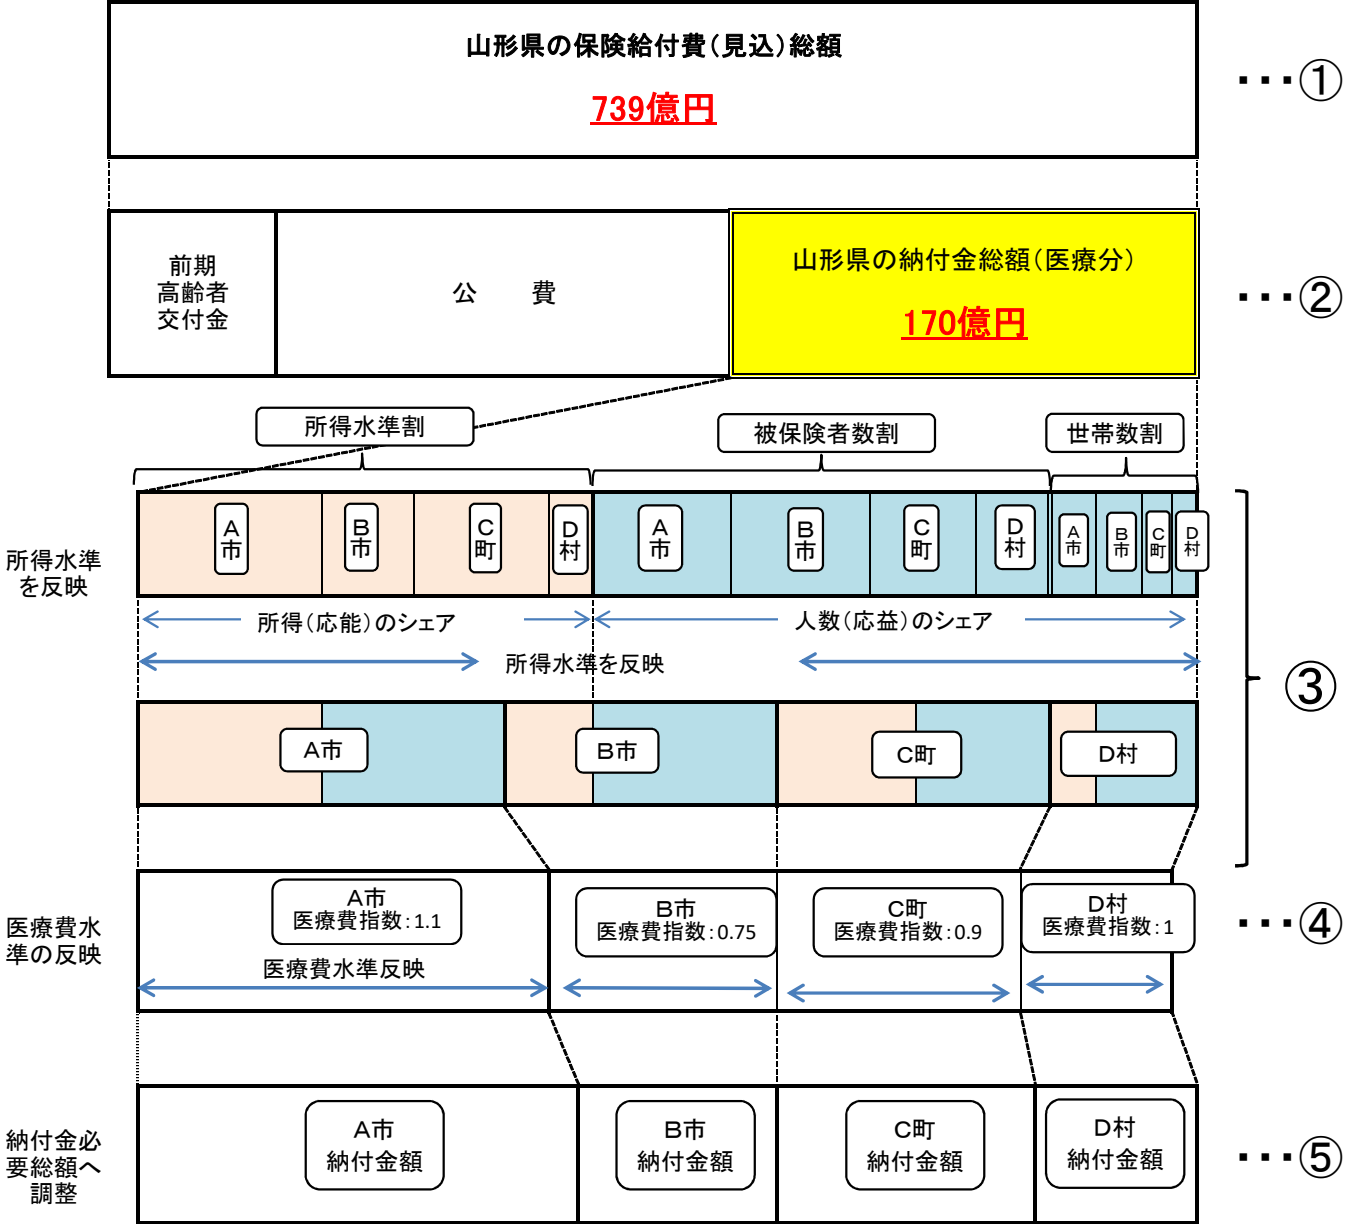 山形県の保険給付費（見込）総額
739億円
･･･①
前期
高齢者
交付金
公　費
山形県の納付金総額（医療分）
170億円
･･･②
所得水準割
被保険者数割
世帯数割
所得水準
を反映
A
市
B
市
C
町
D
村
A
市
B
市
C
町
D
村
A
市
B
市
C
町
D
村
所得（応能）のシェア
人数（応益）のシェア
所得水準を反映
③
A市
B市
C町
D村
医療費水
準の反映
A市
医療費指数：1.1
医療費水準反映
B市
医療費指数：0.75
C町
医療費指数：0.9
D村
医療費指数：1
･･･④
納付金必
要総額へ
調整
A市
納付金額
B市
納付金額
C町
納付金額
D村
納付金額
･･･⑤